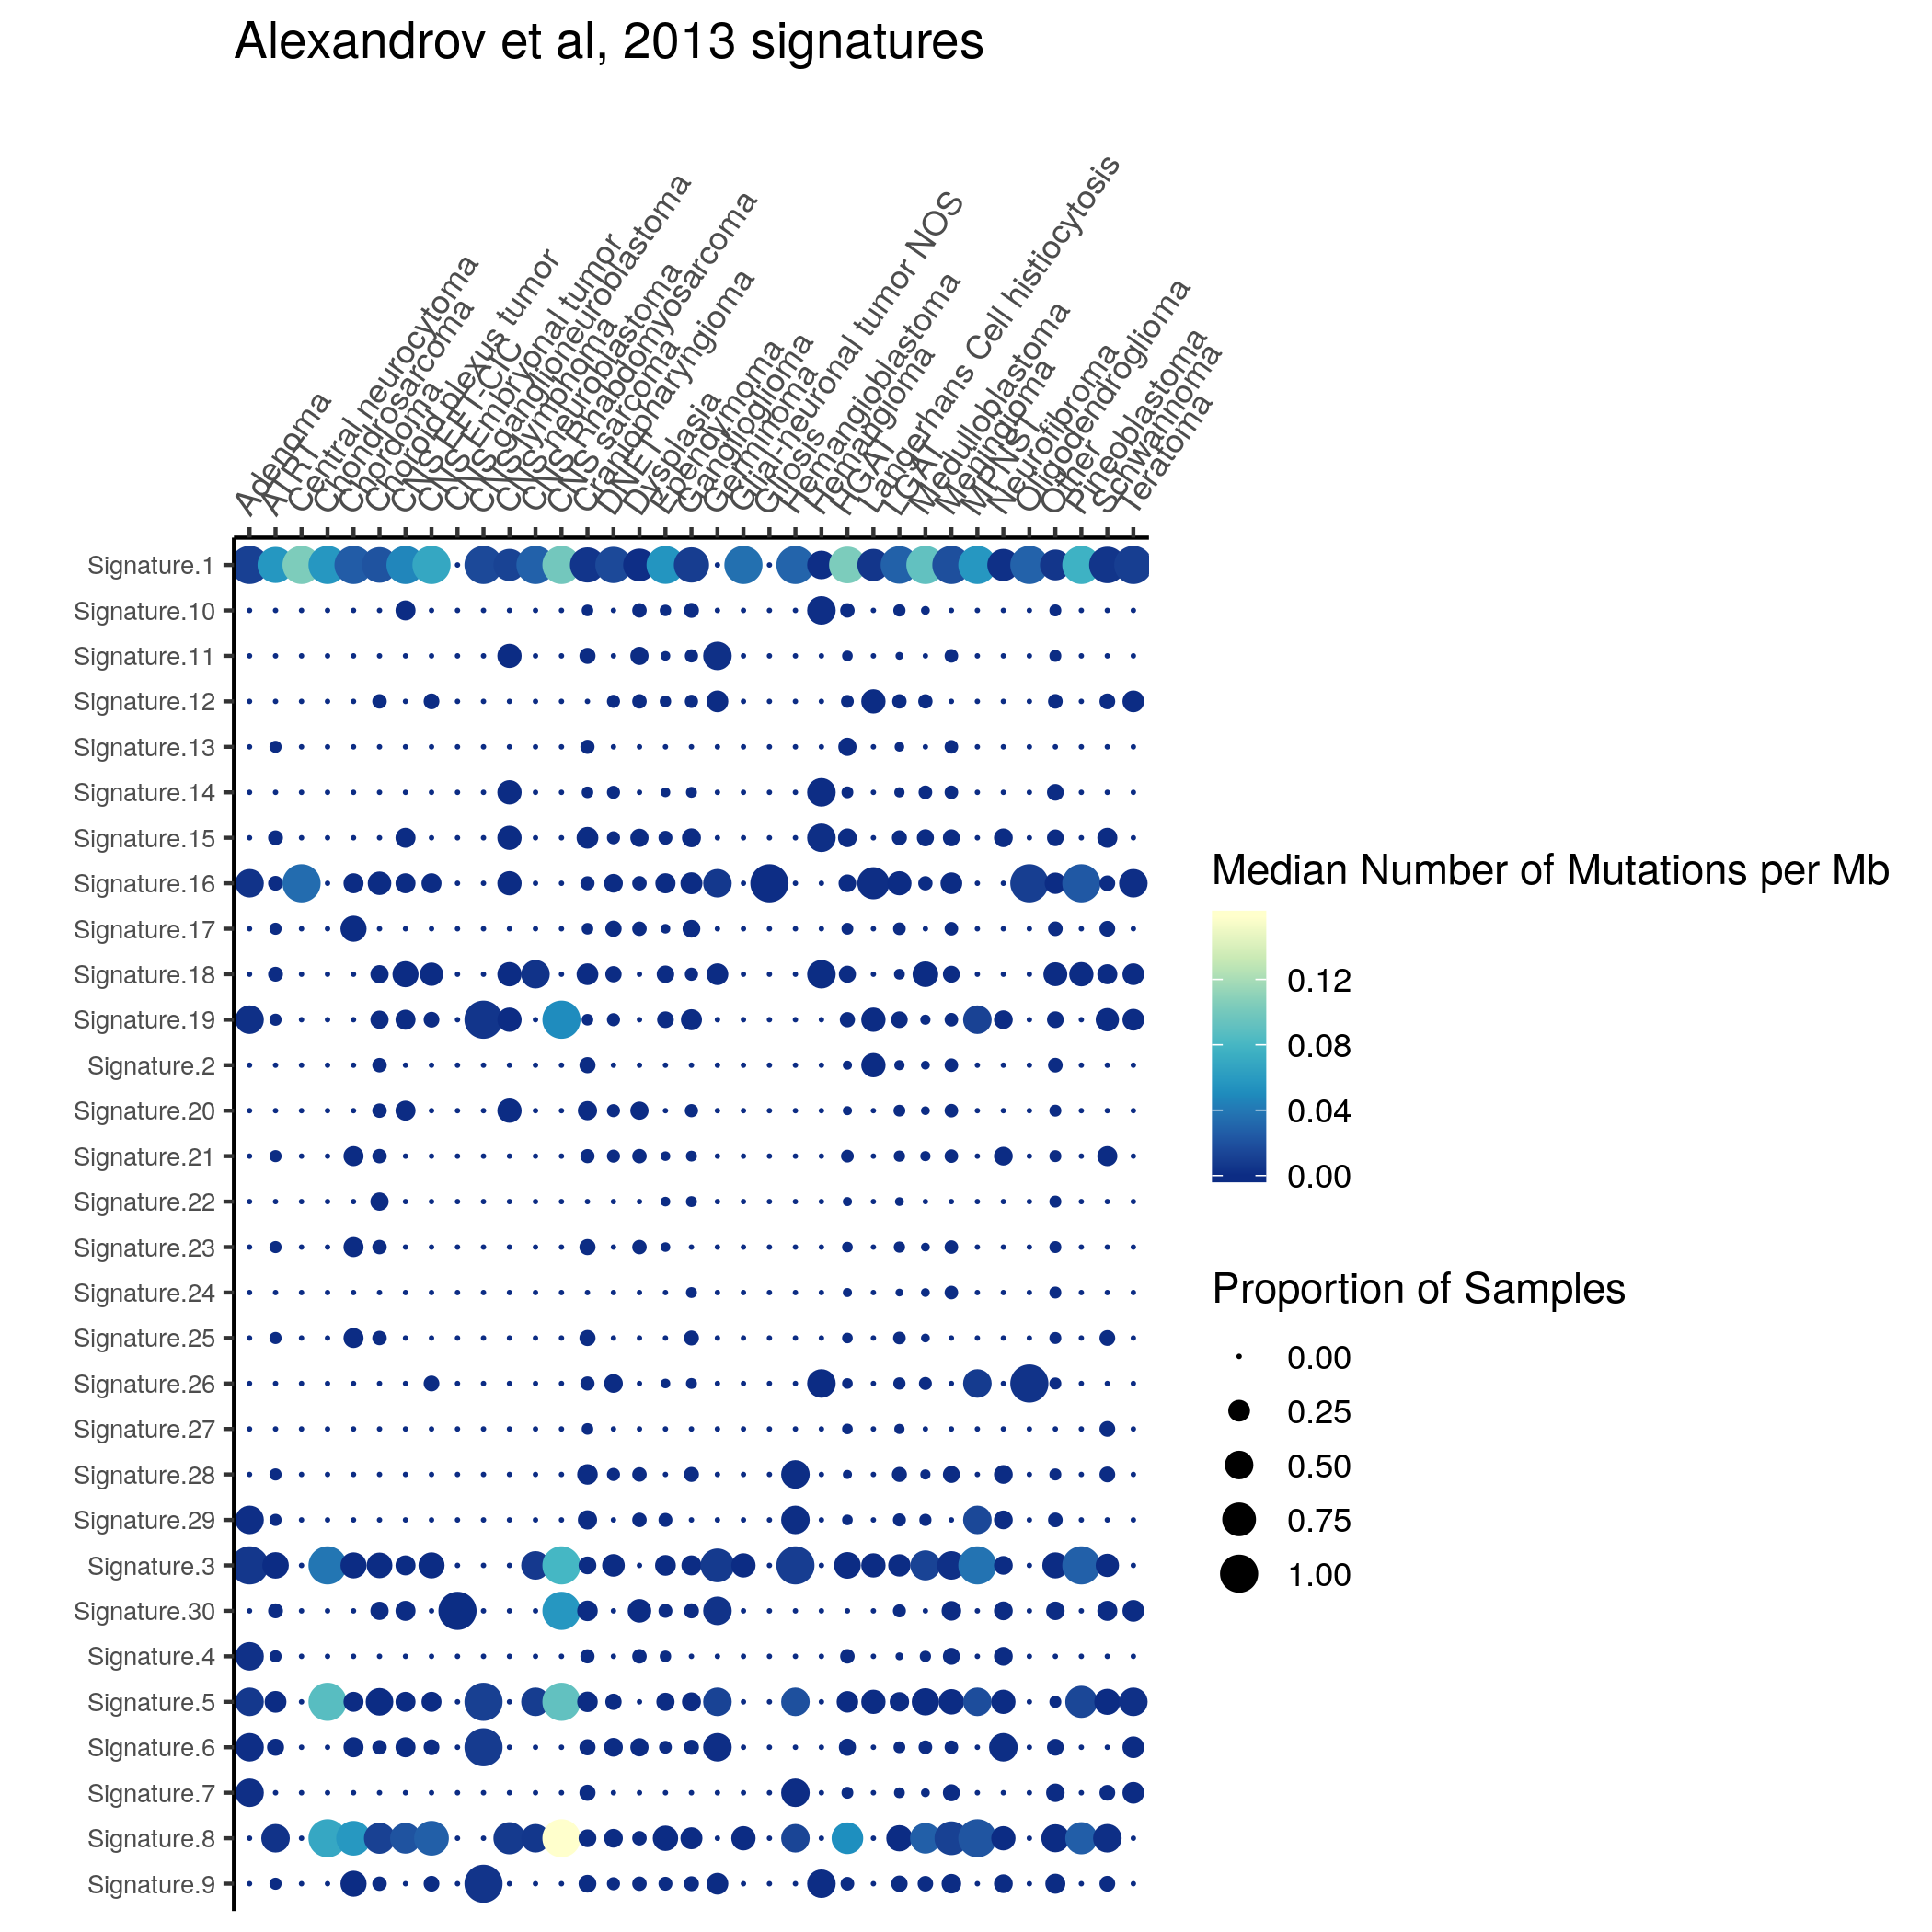 Alexandrov et al, 2013 signatures
Adenoma
ATRT
Central neurocytoma
Chondrosarcoma
Chordoma
Choroid plexus tumor
CNS EFT-CIC
CNS Embryonal tumor
CNS ganglioneuroblastoma
CNS lymphoma
CNS neuroblastoma
CNS Rhabdomyosarcoma
CNS sarcoma
Craniopharyngioma
DNET
Dysplasia
Ependymoma
Ganglioglioma
Germinoma
Glial-neuronal tumor NOS
Gliosis
Hemangioblastoma
Hemangioma
HGAT
Langerhans Cell histiocytosis
LGAT
Medulloblastoma
Meningioma
MPNST
Neurofibroma
Oligodendroglioma
Other
Pineoblastoma
Schwannoma
Teratoma
Signature.1
Signature.10
Signature.11
Signature.12
Signature.13
Signature.14
Signature.15
Signature.16
Signature.17
Signature.18
Signature.19
Signature.2
Signature.20
Signature.21
Signature.22
Signature.23
Signature.24
Signature.25
Signature.26
Signature.27
Signature.28
Signature.29
Signature.3
Signature.30
Signature.4
Signature.5
Signature.6
Signature.7
Signature.8
Signature.9
Median Number of Mutations per Mb
0.12
0.08
0.04
0.00
Proportion of Samples
0.00
0.25
0.50
0.75
1.00